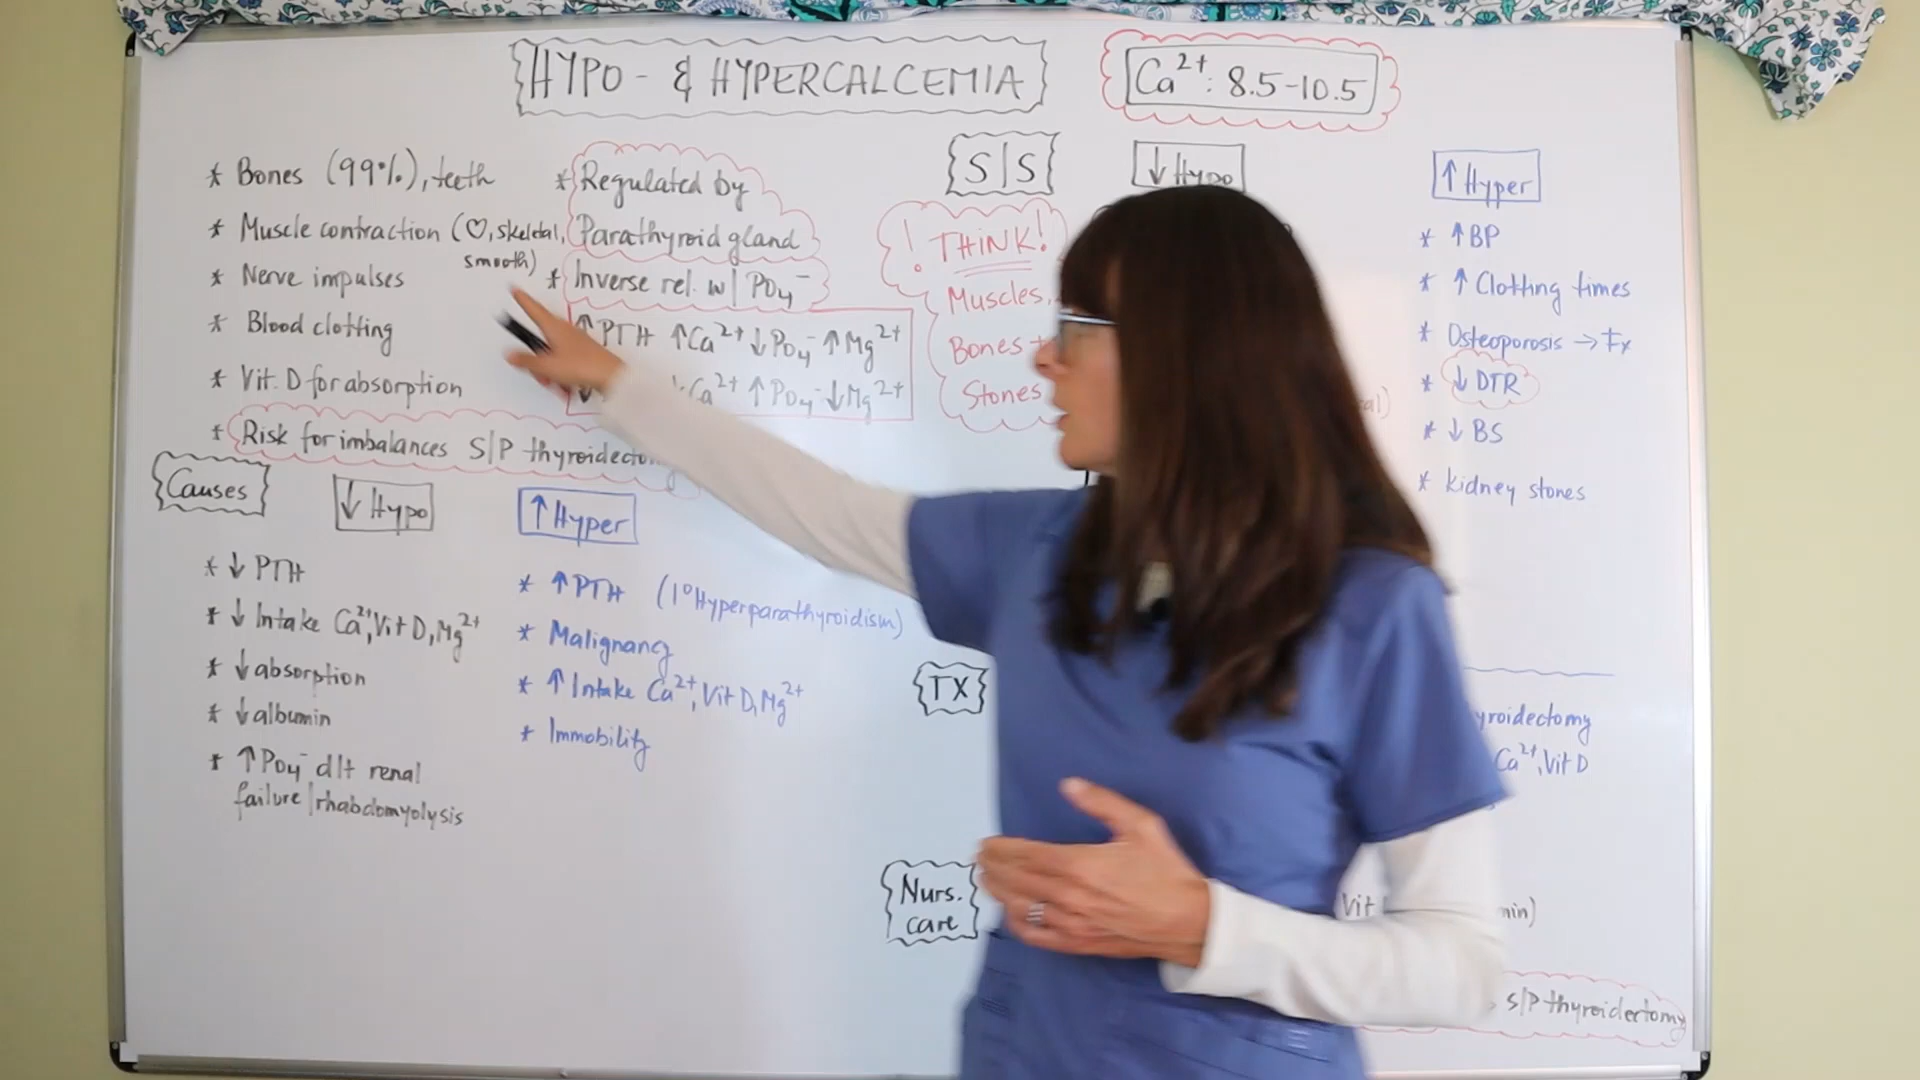 HYPO- & HYPERCALCEMIA
Ca²⁺: 8.5-10.5
* Bones (99%), teeth
* Muscle contraction (♡, skeletal,
smooth)
* Nerve impulses
* Blood clotting
* Vit. D for absorption
* Risk for imbalances S/P thyroidecto
* Regulated by
Parathyroid gland
* Inverse rel. w/ PO₄⁻
↑PTH ↑Ca²⁺ ↓PO₄⁻ ↑Mg²⁺
↓ Ca²⁺ ↑PO₄⁻ ↓Mg²⁺
Causes
↓ Hypo
* ↓ PTH
* ↓ Intake Ca²⁺, Vit D, Mg²⁺
* ↓ absorption
* ↓ albumin
* ↑ PO₄⁻ d/t renal
failure/rhabdomyolysis
↑ Hyper
* ↑ PTH (1° Hyperparathyroidism)
* Malignancy
* ↑ Intake Ca²⁺, Vit D, Mg²⁺
* Immobility
S/S
! THINK!
Muscles,
Bones +
Stones
↓ Hypo
↑ Hyper
* ↑ BP
* ↑ Clotting times
* Osteoporosis → Fx
* ↓ DTR
* ↓ BS
* Kidney stones
TX
yroidectomy
Ca²⁺, Vit D
Nurs.
care
Vit
min)
S/P thyroidectomy